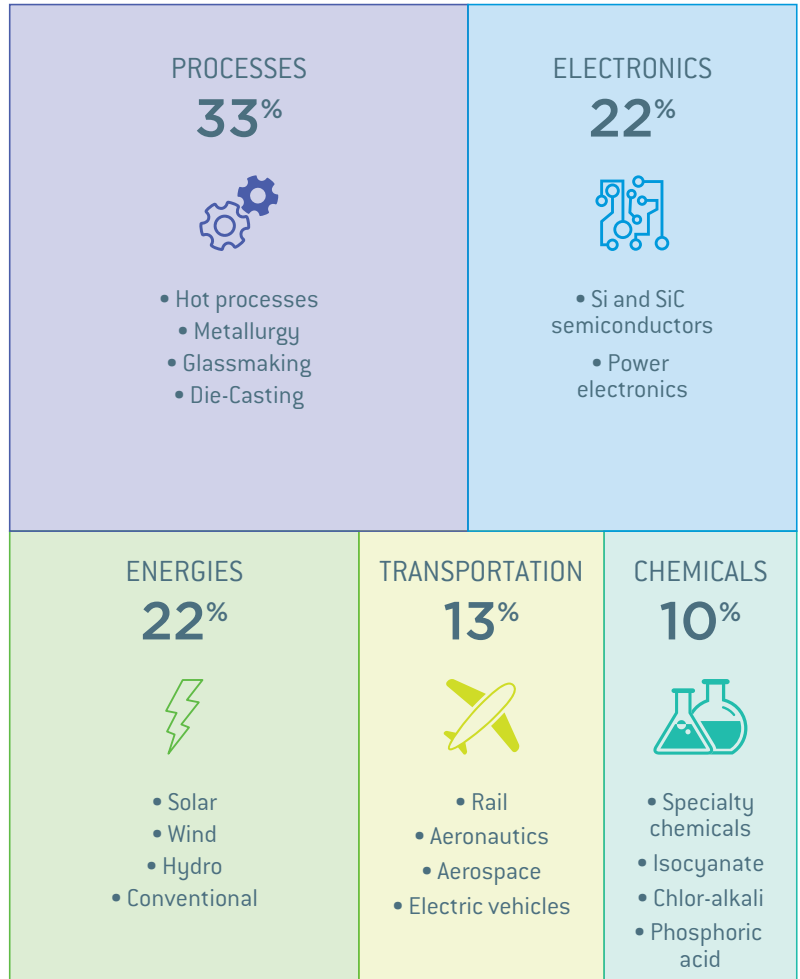 PROCESSES
33%
• Hot processes
• Metallurgy
• Glassmaking
• Die-Casting
ELECTRONICS
22%
• Si and SiC
semiconductors
• Power
electronics
ENERGIES
22%
• Solar
• Wind
• Hydro
• Conventional
TRANSPORTATION
13%
• Rail
• Aeronautics
• Aerospace
• Electric vehicles
CHEMICALS
10%
• Specialty
chemicals
• Isocyanate
• Chlor-alkali
• Phosphoric
acid